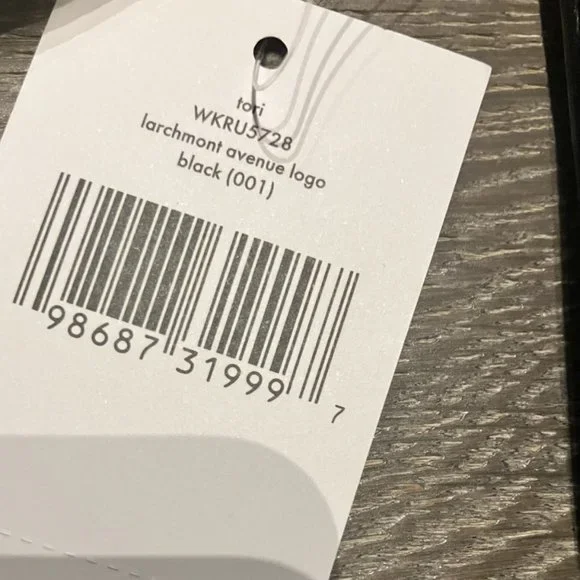 tori
WKRU5728
larchmont avenue logo
black (001)
98687 31999 7